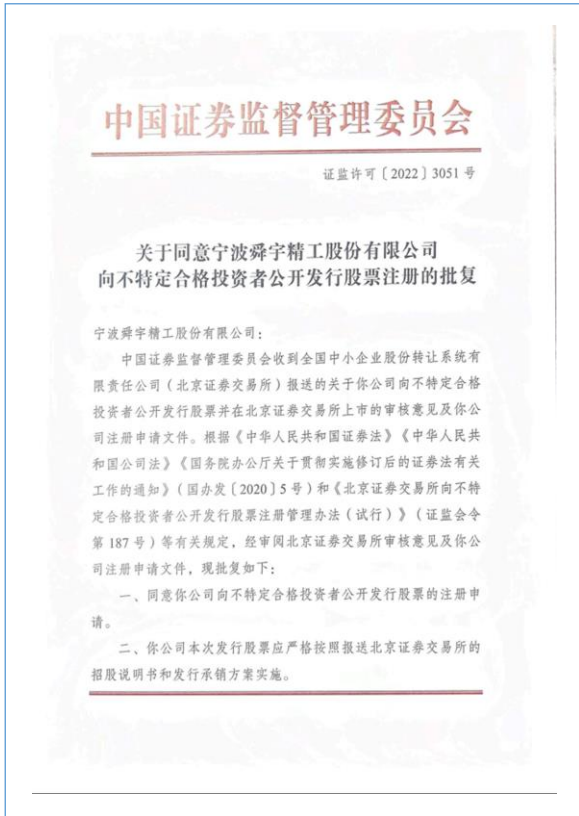 中国证券监督管理委员会
证监许可〔2022〕3051 号
关于同意宁波舜宇精工股份有限公司
向不特定合格投资者公开发行股票注册的批复
宁波舜宇精工股份有限公司：
中国证券监督管理委员会收到全国中小企业股份转让系统有
限责任公司（北京证券交易所）报送的关于你公司向不特定合格
投资者公开发行股票并在北京证券交易所上市的审核意见及你公
司注册申请文件。根据《中华人民共和国证券法》《中华人民共
和国公司法》《国务院办公厅关于贯彻实施修订后的证券法有关
工作的通知》（国办发〔2020〕5 号）和《北京证券交易所向不特
定合格投资者公开发行股票注册管理办法（试行）》（证监会令
第 187 号）等有关规定，经审阅北京证券交易所审核意见及你公
司注册申请文件，现批复如下：
一、同意你公司向不特定合格投资者公开发行股票的注册申
请。
二、你公司本次发行股票应严格按照报送北京证券交易所的
招股说明书和发行承销方案实施。